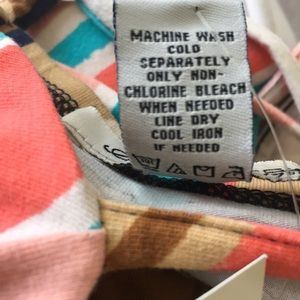 MACHINE WASH
COLD
SEPARATELY
ONLY NON-
CHLORINE BLEACH
WHEN NEEDED
LINE DRY
COOL IRON
IF NEEDED